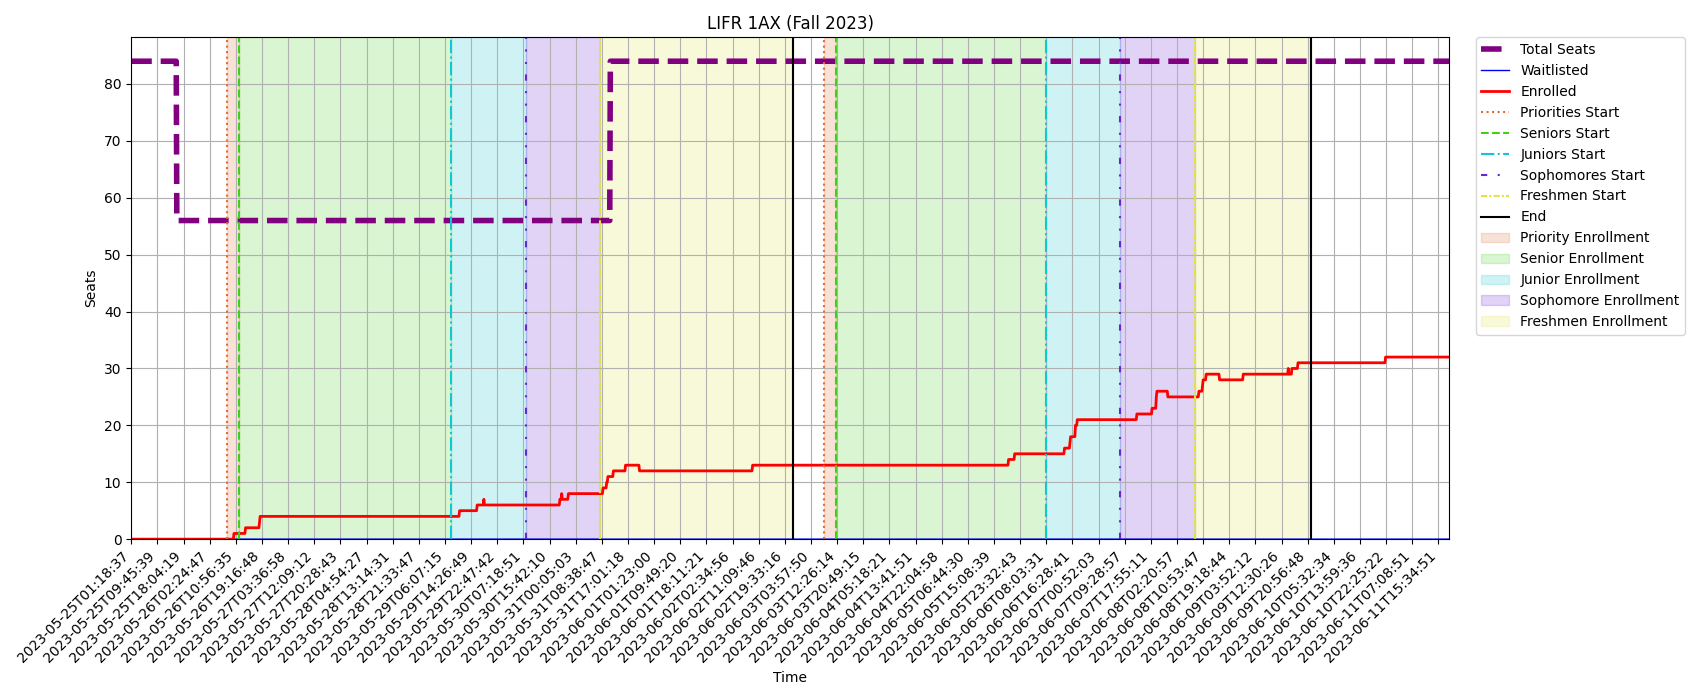 LIFR 1AX (Fall 2023)
Seats
80
70
60
50
40
30
20
10
0
2023-05-25T01:18:37
2023-05-25T09:45:39
2023-05-25T18:04:19
2023-05-26T02:24:47
2023-05-26T10:56:35
2023-05-26T19:16:48
2023-05-27T03:36:58
2023-05-27T12:09:12
2023-05-27T20:28:43
2023-05-28T04:54:27
2023-05-28T13:14:31
2023-05-28T21:33:47
2023-05-29T06:07:15
2023-05-29T14:26:49
2023-05-29T22:47:42
2023-05-30T07:18:51
2023-05-30T15:42:10
2023-05-31T00:05:03
2023-05-31T08:38:47
2023-05-31T17:01:18
2023-06-01T01:23:00
2023-06-01T09:49:20
2023-06-01T18:11:21
2023-06-02T02:34:56
2023-06-02T11:09:46
2023-06-02T19:33:16
2023-06-03T03:57:50
2023-06-03T12:26:14
2023-06-03T20:49:15
2023-06-04T05:18:21
2023-06-04T13:41:51
2023-06-04T22:04:58
2023-06-05T06:44:30
2023-06-05T15:08:39
2023-06-05T23:32:43
2023-06-06T08:03:31
2023-06-06T16:28:41
2023-06-07T00:52:03
2023-06-07T09:28:57
2023-06-07T17:55:11
2023-06-08T02:20:57
2023-06-08T10:53:47
2023-06-08T19:18:44
2023-06-09T03:52:12
2023-06-09T12:30:26
2023-06-09T20:56:48
2023-06-10T05:32:34
2023-06-10T13:59:36
2023-06-10T22:25:22
2023-06-11T07:08:51
2023-06-11T15:34:51
Time
Total Seats
Waitlisted
Enrolled
Priorities Start
Seniors Start
Juniors Start
Sophomores Start
Freshmen Start
End
Priority Enrollment
Senior Enrollment
Junior Enrollment
Sophomore Enrollment
Freshmen Enrollment